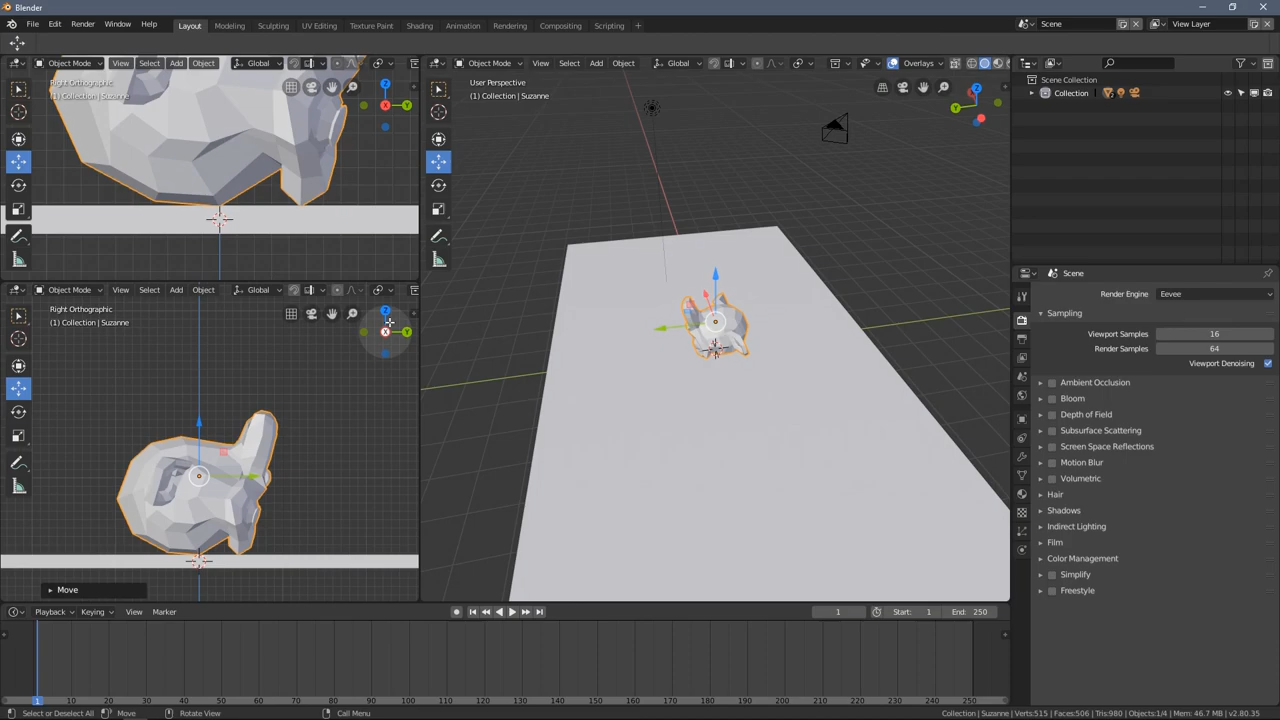 Blender
File Edit Render Window Help Layout Modeling Sculpting UV Editing Texture Paint Shading Animation Rendering Compositing Scripting + Scene View Layer
Object Mode View Select Add Object Global
Right Orthographic
(1) Collection | Suzanne
Object Mode View Select Add Object Global Overlays
User Perspective
(1) Collection | Suzanne
Scene Collection
Collection
Scene
Render Engine Eevee
Sampling
Viewport Samples 16
Render Samples 64
Viewport Denoising
Ambient Occlusion
Bloom
Depth of Field
Subsurface Scattering
Screen Space Reflections
Motion Blur
Volumetric
Hair
Shadows
Indirect Lighting
Film
Color Management
Simplify
Freestyle
Object Mode View Select Add Object Global
Right Orthographic
(1) Collection | Suzanne
Move
Playback Keying View Marker 1 Start: 1 End: 250
1 10 20 30 40 50 60 70 80 90 100 110 120 130 140 150 160 170 180 190 200 210 220 230 240 250
Select or Deselect All Move Rotate View Call Menu Collection | Suzanne | Verts:515 | Faces:506 | Tris:980 | Objects:1/4 | Mem: 46.7 MB | v2.80.35
X Y Z